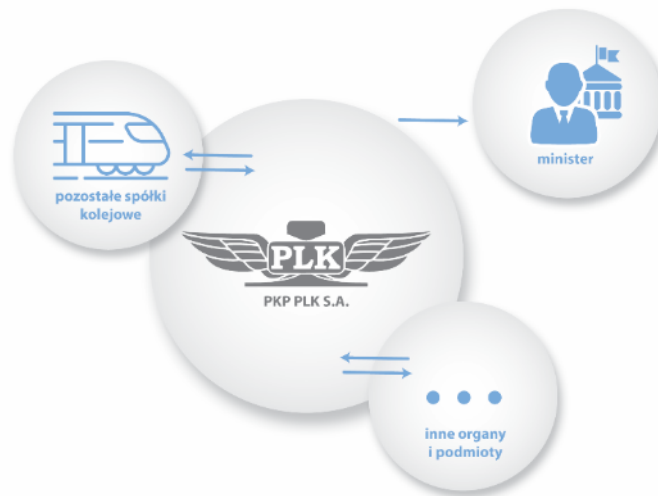 minister
pozostałe spółki
kolejowe
PLK
PKP PLK S.A.
inne organy
i podmioty